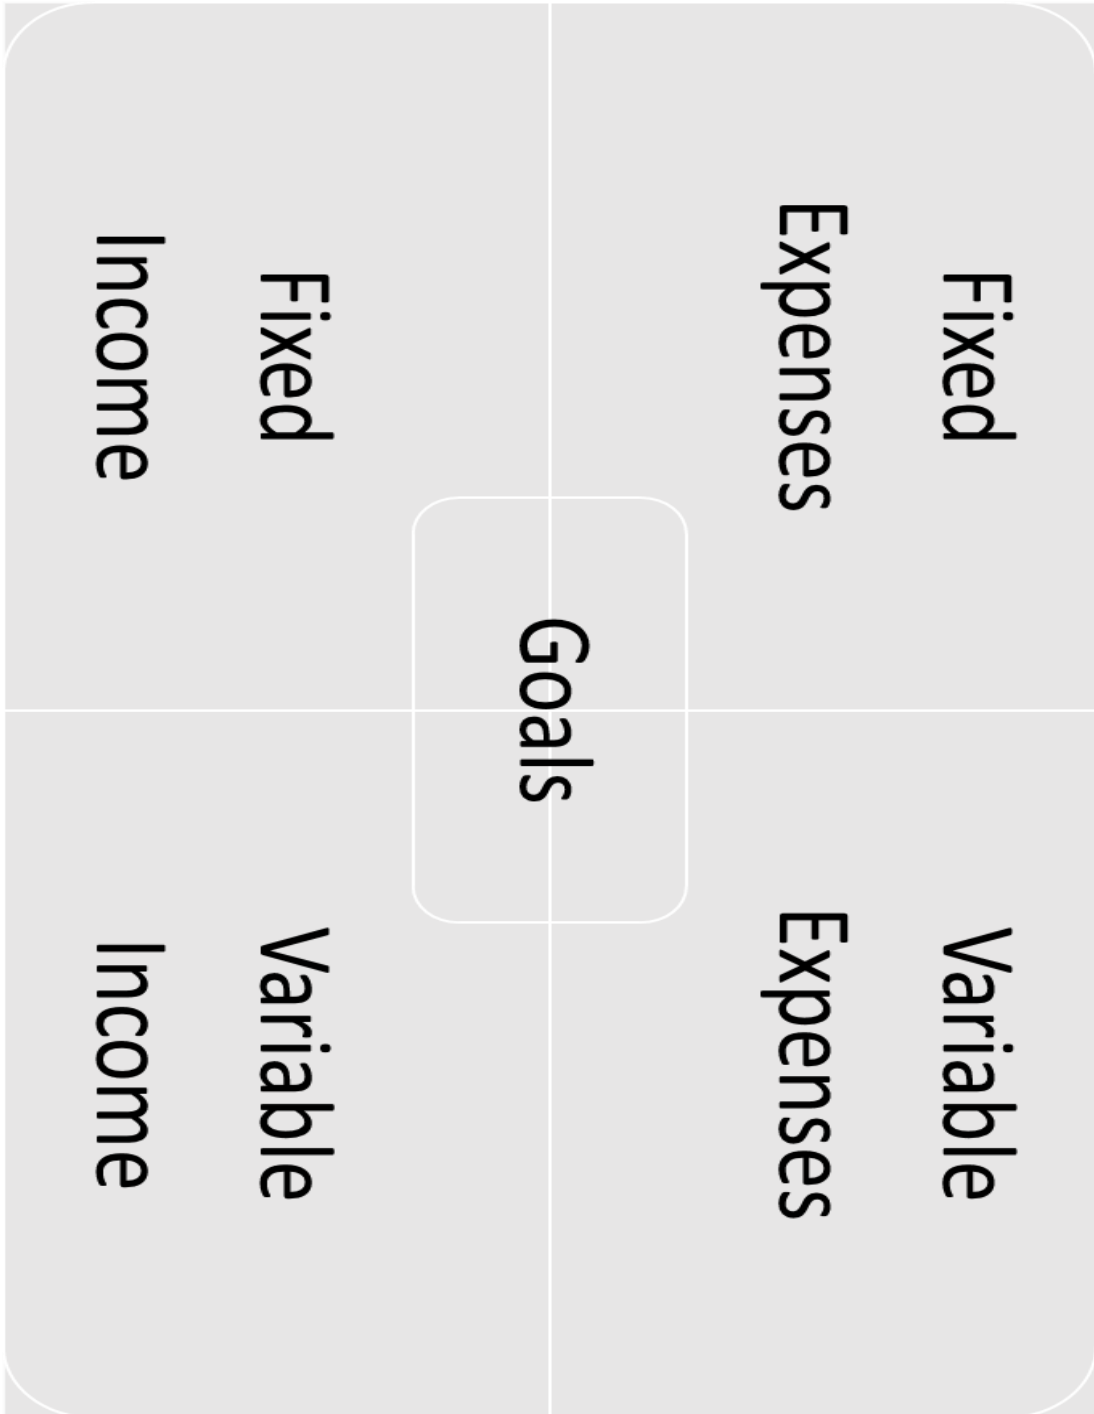 Fixed
Expenses
Variable
Expenses
Goals
Fixed
Income
Variable
Income